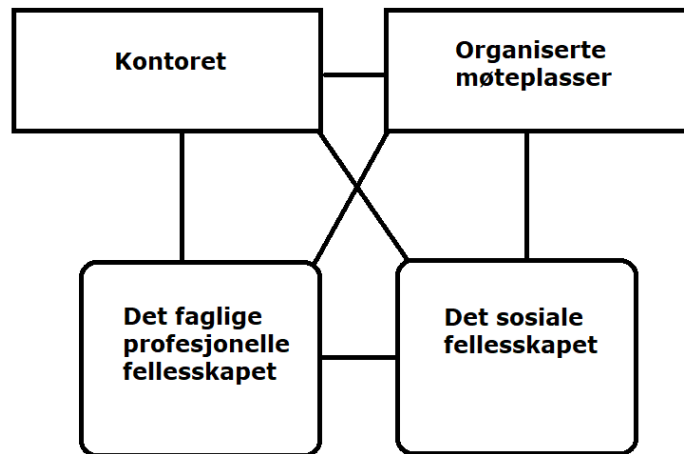 Kontoret
Organiserte
møteplasser
Det faglige
profesjonelle
fellesskapet
Det sosiale
fellesskapet